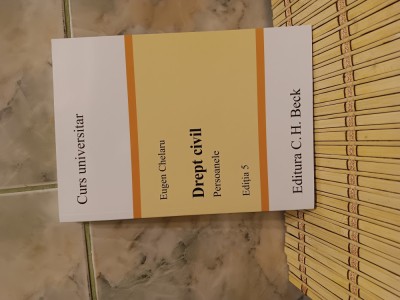 Curs universitar
Eugen Chelaru
Drept civil
Persoanele
Ediția 5
Editura C. H. Beck